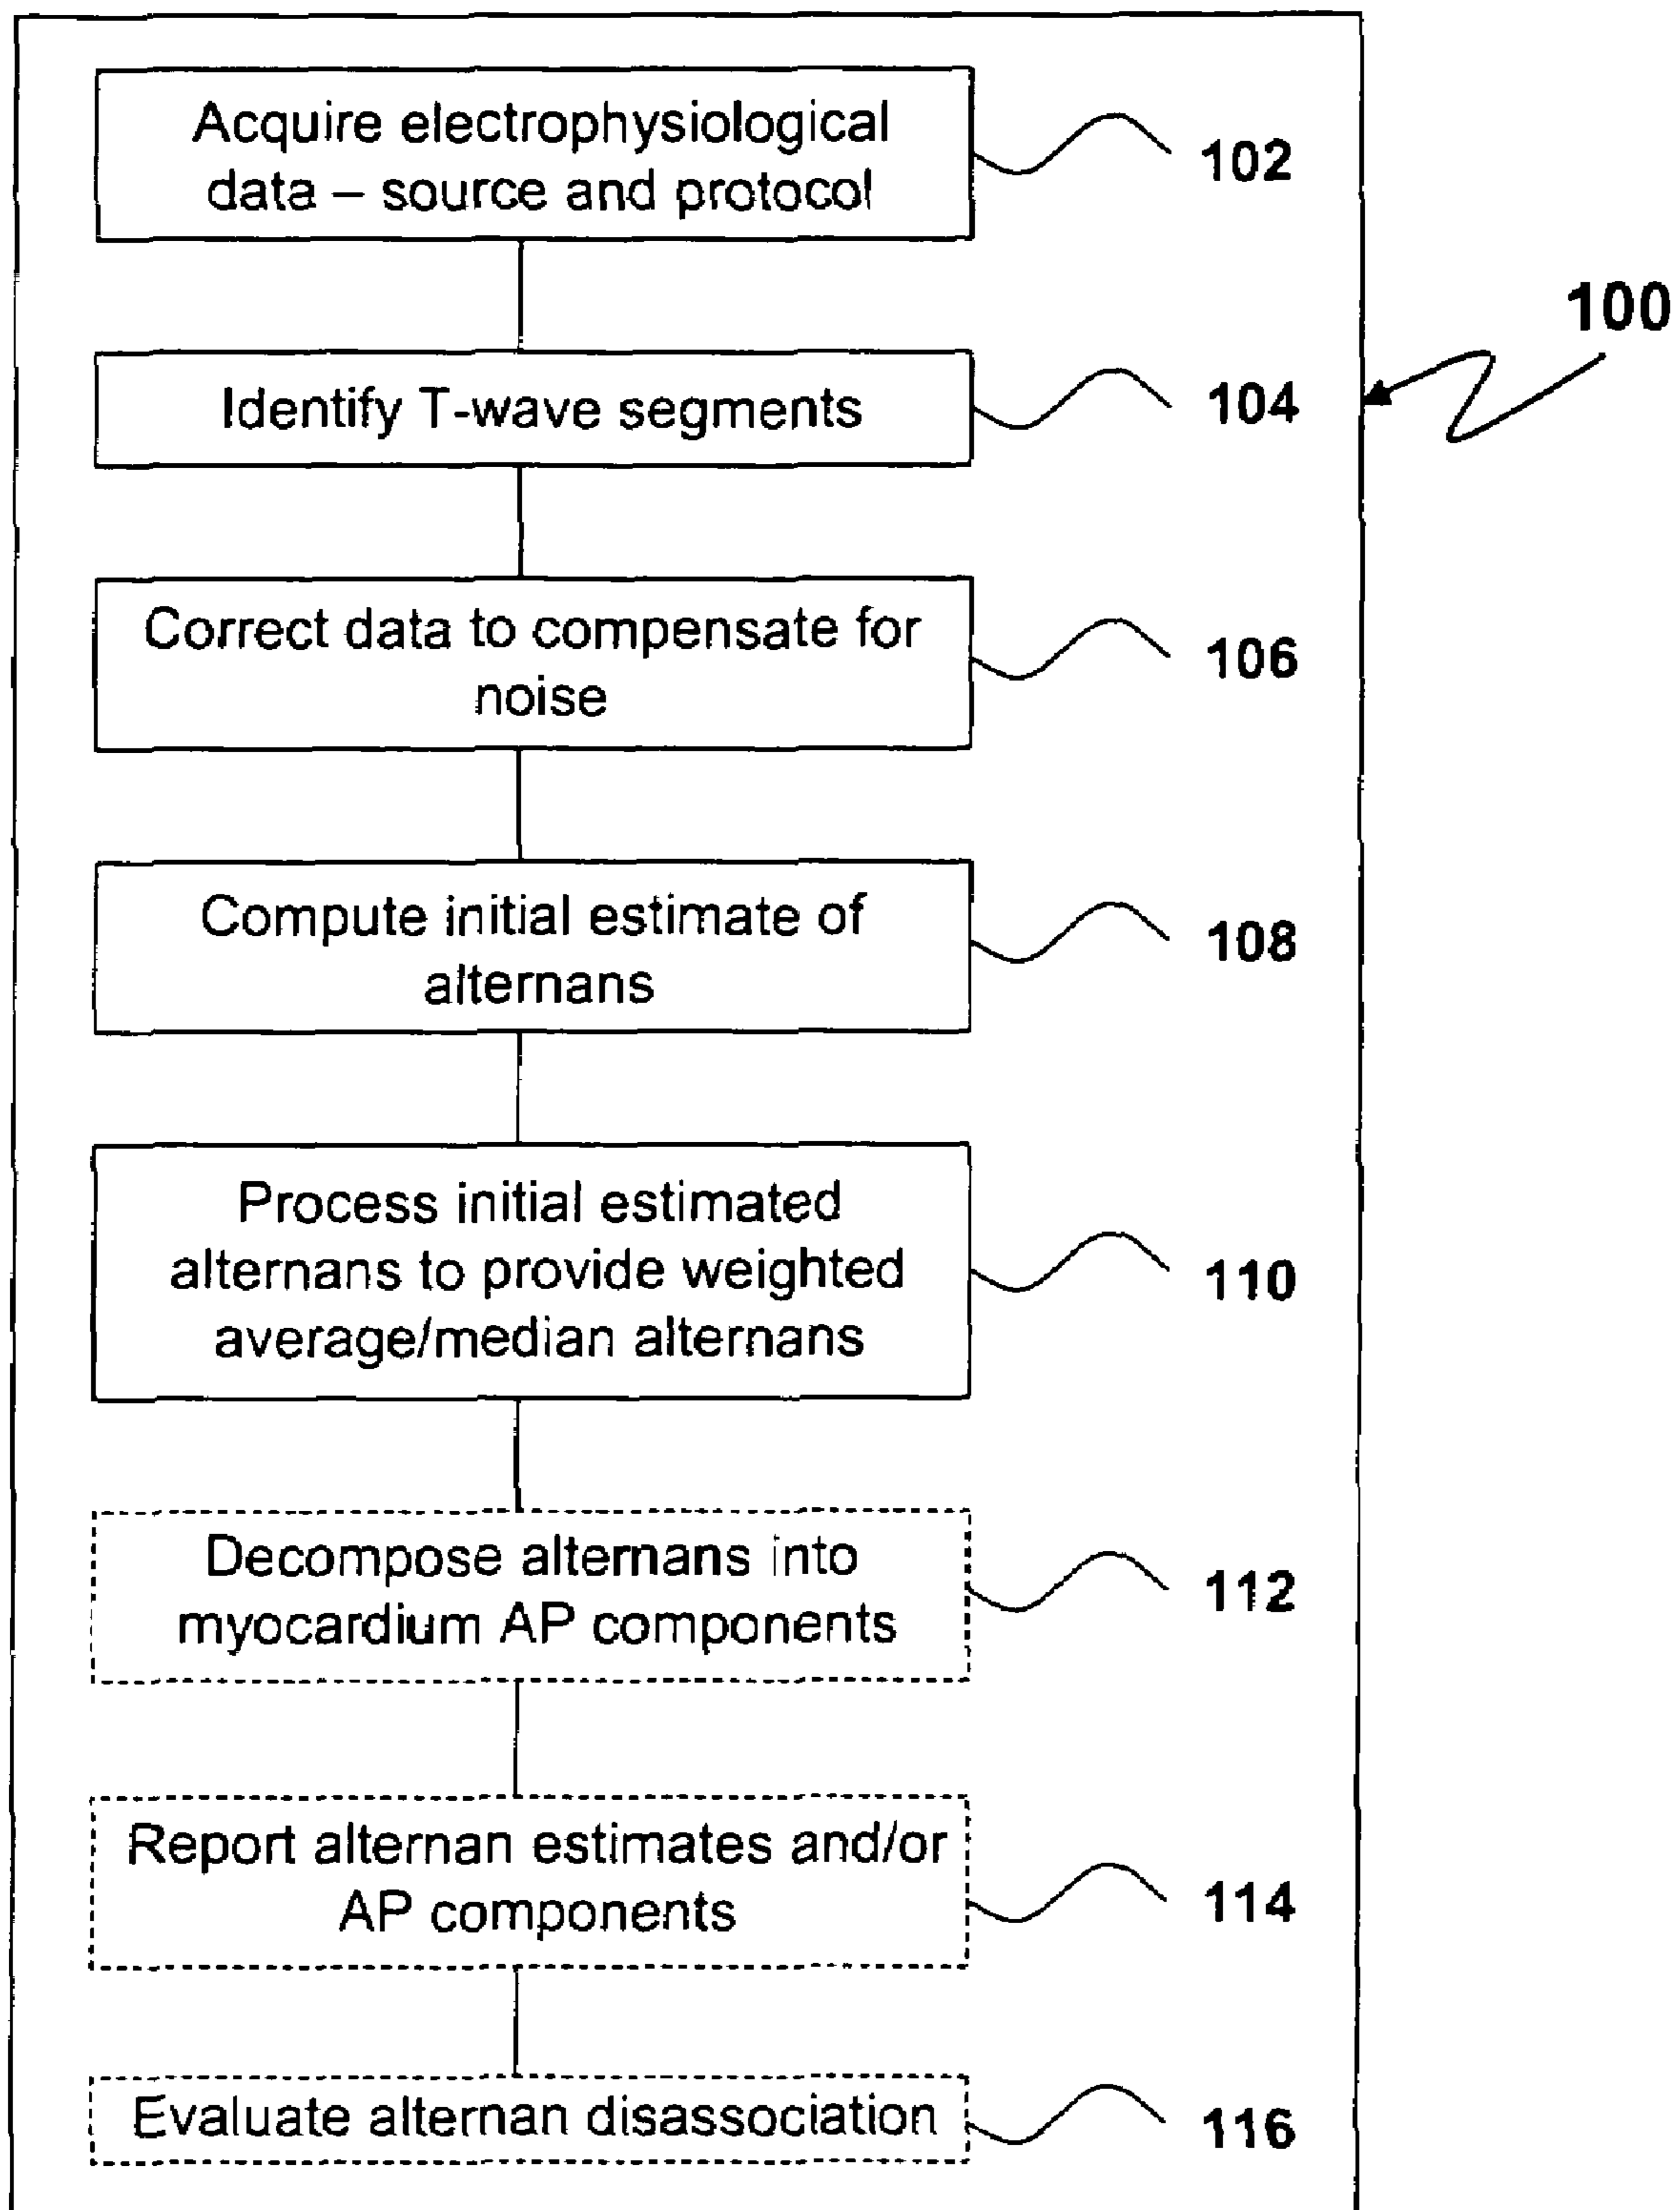 Acquire electrophysiological
data – source and protocol
102
100
Identify T-wave segments
104
Correct data to compensate for
noise
106
Compute initial estimate of
alternans
108
Process initial estimated
alternans to provide weighted
average/median alternans
110
Decompose alternans into
myocardium AP components
112
Report alternan estimates and/or
AP components
114
Evaluate alternan disassociation
116